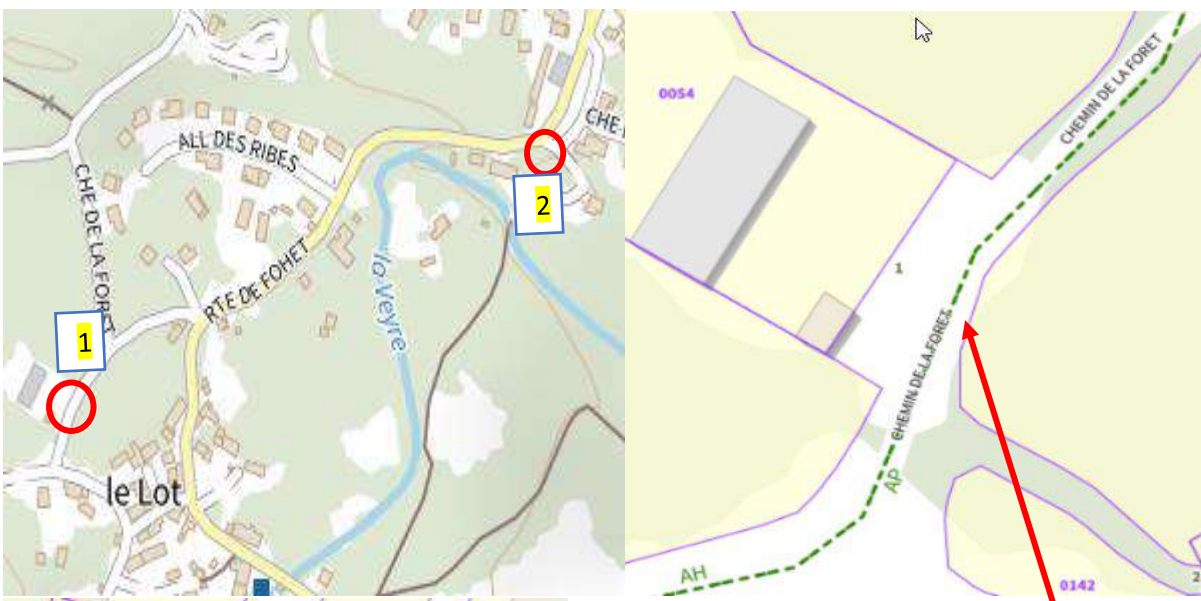 ALL DES RIBES
CHE
2
CHE DE LA FORET
la Veyre
RTE DE FOHET
1
le Lot
0054
CHEMIN DE LA FORET
1
CHEMIN DE LA FORET
AP
AH
0142
2